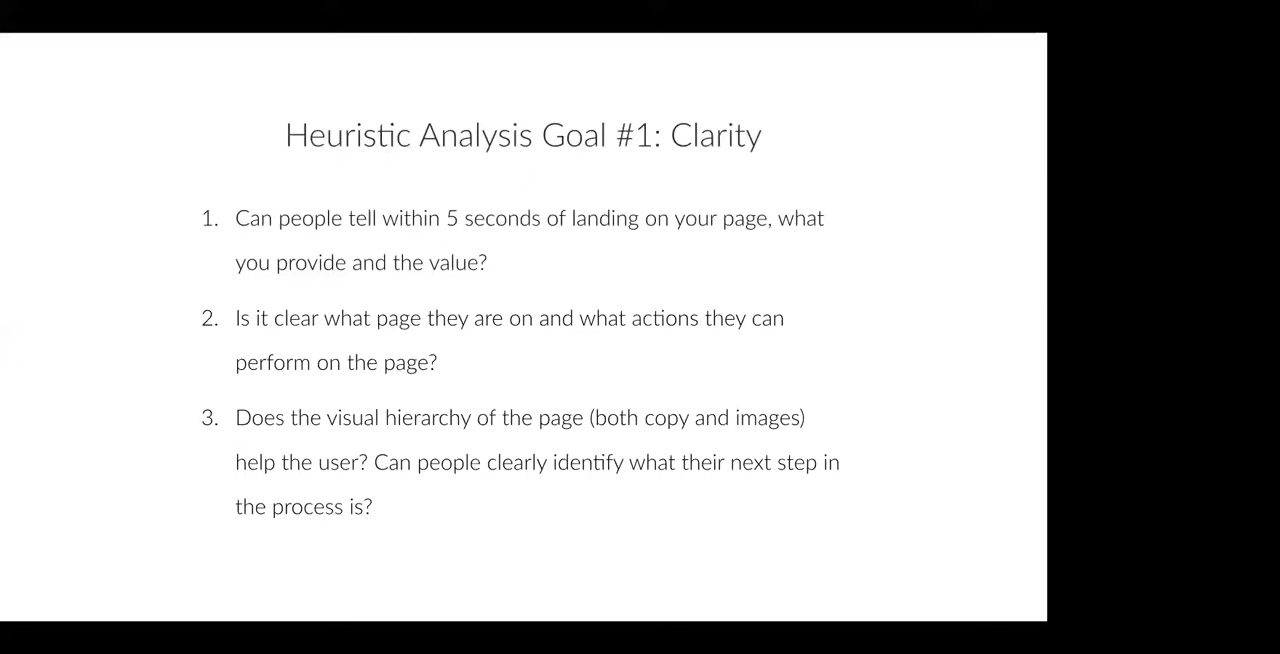 Heuristic Analysis Goal #1: Clarity
1. Can people tell within 5 seconds of landing on your page, what
you provide and the value?
2. Is it clear what page they are on and what actions they can
perform on the page?
3. Does the visual hierarchy of the page (both copy and images)
help the user? Can people clearly identify what their next step in
the process is?